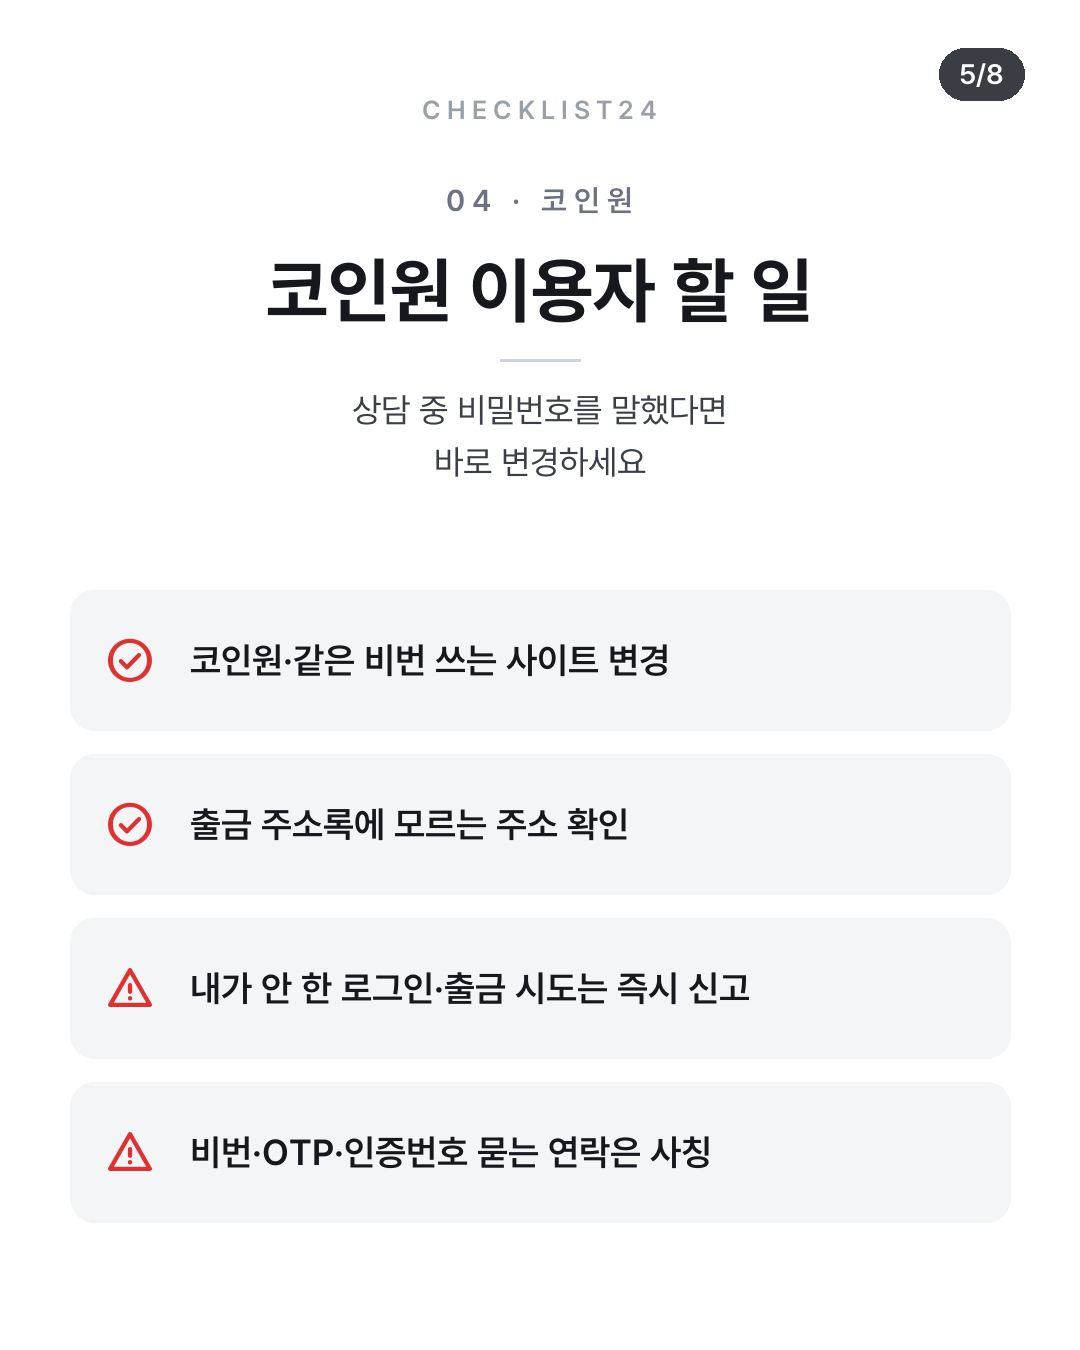 5/8
CHECKLIST24
04 · 코인원
코인원 이용자 할 일
상담 중 비밀번호를 말했다면
바로 변경하세요
코인원·같은 비번 쓰는 사이트 변경
출금 주소록에 모르는 주소 확인
내가 안 한 로그인·출금 시도는 즉시 신고
비번·OTP·인증번호 묻는 연락은 사칭